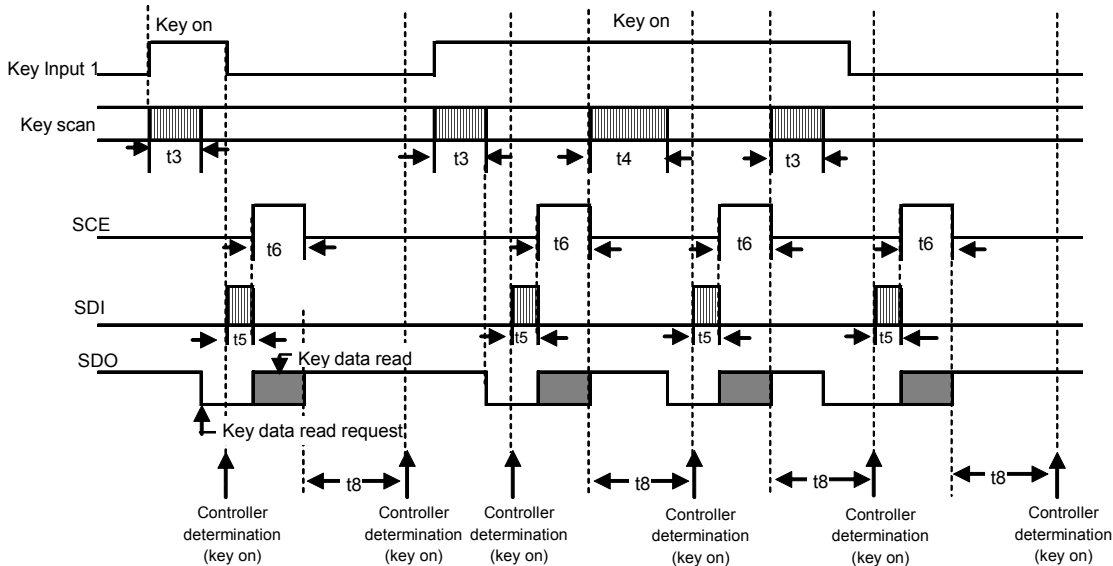 Key on
Key on
Key Input 1
Key scan
t3
t3
t4
t3
SCE
t6
t6
t6
t6
SDI
t5
t5
t5
t5
SDO
Key data read
Key data read request
t8
t8
t8
t8
Controller
determination
(key on)
Controller
determination
(key on)
Controller
determination
(key on)
Controller
determination
(key on)
Controller
determination
(key on)
Controller
determination
(key on)